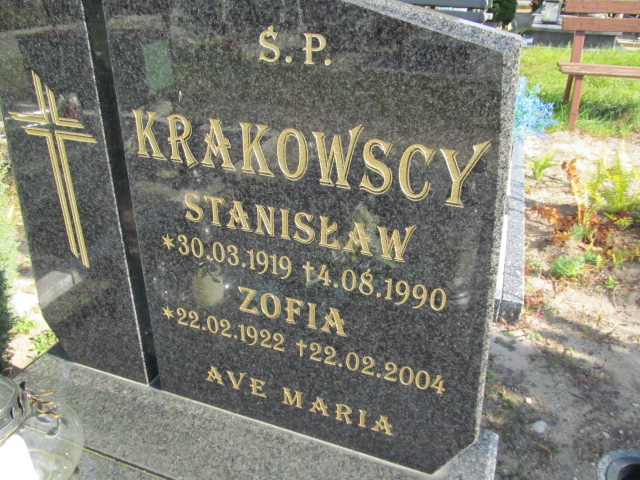 Ś.P.
KRAKOWSCY
STANISŁAW
*30.03.1919 †4.08.1990
ZOFIA
*22.02.1922 †22.02.2004
AVE MARIA